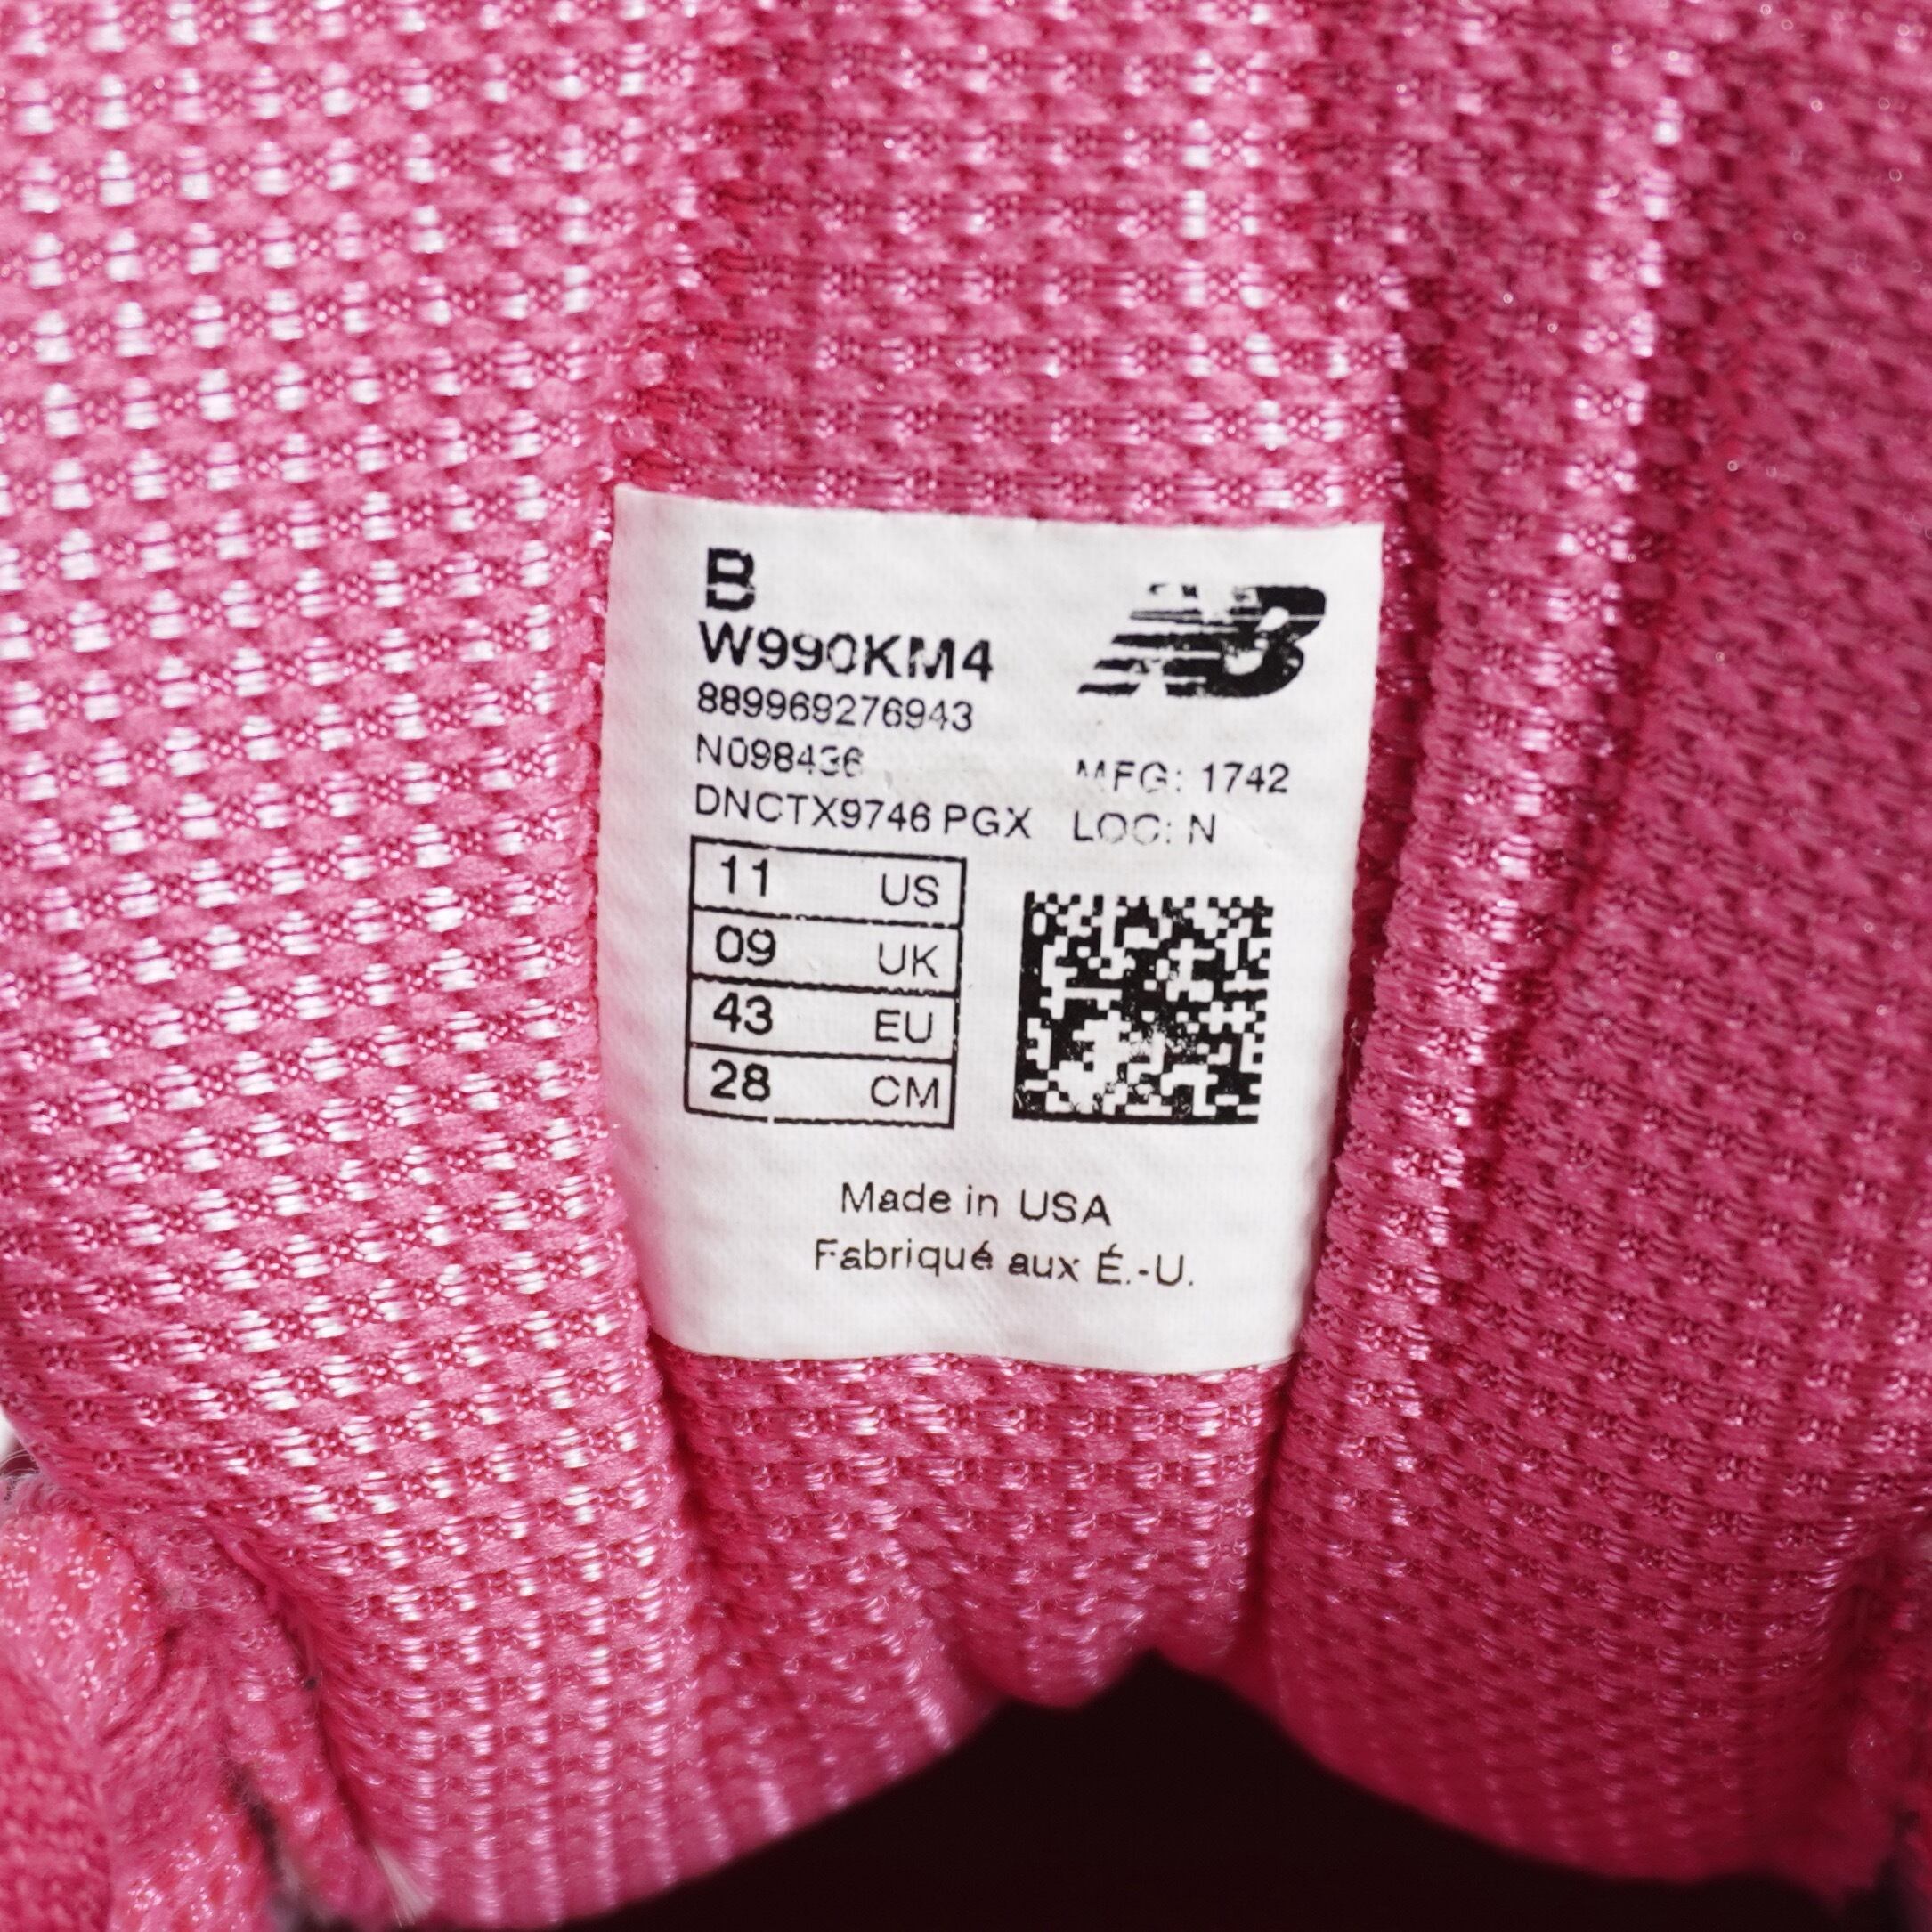 B
W990KM4
NB
889969276943
N098436
MFG: 1742
DNCTX9746 PGX
LOC: N
11 US
09 UK
43 EU
28 CM
Made in USA
Fabriqué aux É.-U.